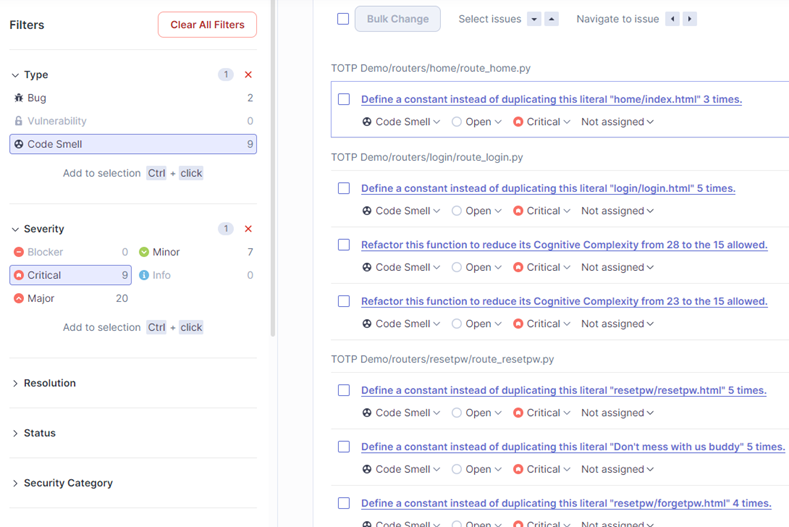 Filters
Clear All Filters
Type 1
Bug 2
Vulnerability 0
Code Smell 9
Add to selection Ctrl + click
Severity 1
Blocker 0 Minor 7
Critical 9 Info 0
Major 20
Add to selection Ctrl + click
Resolution
Status
Security Category
Bulk Change Select issues Navigate to issue
TOTP Demo/routers/home/route_home.py
Define a constant instead of duplicating this literal "home/index.html" 3 times.
Code Smell Open Critical Not assigned
TOTP Demo/routers/login/route_login.py
Define a constant instead of duplicating this literal "login/login.html" 5 times.
Code Smell Open Critical Not assigned
Refactor this function to reduce its Cognitive Complexity from 28 to the 15 allowed.
Code Smell Open Critical Not assigned
Refactor this function to reduce its Cognitive Complexity from 23 to the 15 allowed.
Code Smell Open Critical Not assigned
TOTP Demo/routers/resetpw/route_resetpw.py
Define a constant instead of duplicating this literal "resetpw/resetpw.html" 5 times.
Code Smell Open Critical Not assigned
Define a constant instead of duplicating this literal "Don't mess with us buddy" 5 times.
Code Smell Open Critical Not assigned
Define a constant instead of duplicating this literal "resetpw/forgetpw.html" 4 times.
Code Smell Open Critical Not assigned